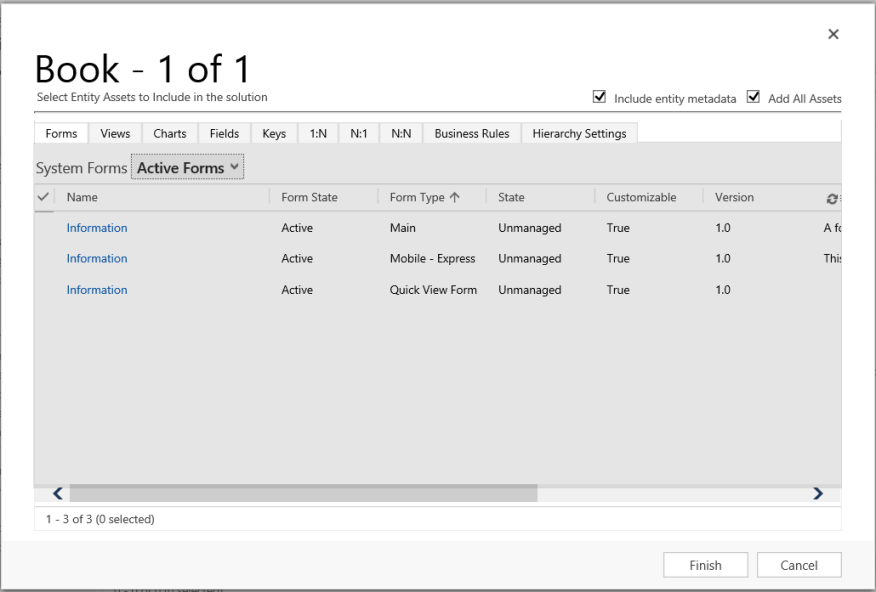 Book - 1 of 1
Select Entity Assets to Include in the solution
Include entity metadata Add All Assets
Forms Views Charts Fields Keys 1:N N:1 N:N Business Rules Hierarchy Settings
System Forms Active Forms
Name Form State Form Type State Customizable Version
Information Active Main Unmanaged True 1.0 A fo
Information Active Mobile - Express Unmanaged True 1.0 This
Information Active Quick View Form Unmanaged True 1.0
1 - 3 of 3 (0 selected)
Finish Cancel